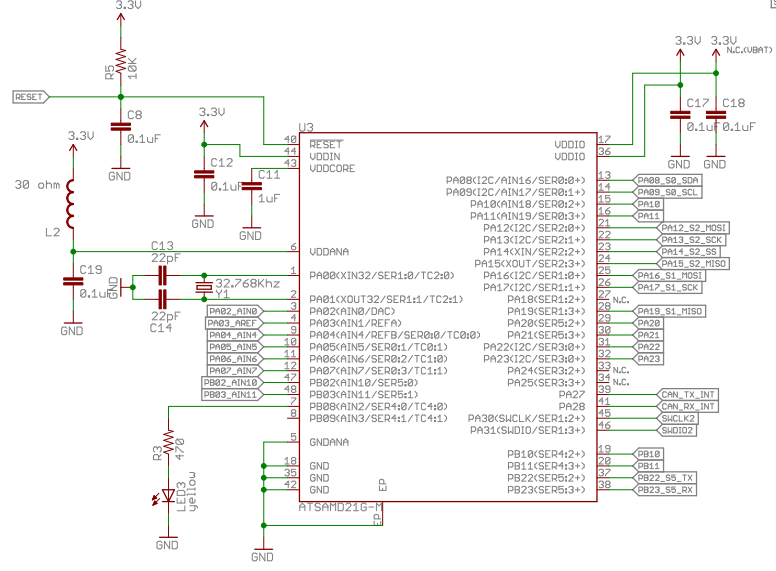 3.3V
R5
10K
RESET
C8
0.1uF
GND
3.3V
C12
0.1uF
GND
C11
1uF
GND
3.3V
30 ohm
L2
C19
0.1uF
GND
C13
22pF
GND
32.768Khz
Y1
22pF
C14
3.3V
3.3V
N.C.(VBAT)
C17
0.1uF
C18
0.1uF
GND
GND
U3
40 RESET
44 VDDIN
43 VDDCORE
6 VDDANA
1 PA00(XIN32/SER1:0/TC2:0)
2 PA01(XOUT32/SER1:1/TC2:1)
PA02_AIN0 3 PA02(AIN0/DAC)
PA03_AREF 4 PA03(AIN1/REFA)
PA04_AIN4 9 PA04(AIN4/REFB/SER0:0/TC0:0)
PA05_AIN5 10 PA05(AIN5/SER0:1/TC0:1)
PA06_AIN6 11 PA06(AIN6/SER0:2/TC1:0)
PA07_AIN7 12 PA07(AIN7/SER0:3/TC1:1)
PB02_AIN10 47 PB02(AIN10/SER5:0)
PB03_AIN11 48 PB03(AIN11/SER5:1)
7 PB08(AIN2/SER4:0/TC4:0)
8 PB09(AIN3/SER4:1/TC4:1)
5 GNDANA
18 GND
35 GND
42 GND
EP
EP
ATSAMD21G-M
GND
R3
470
LED3
yellow
GND
VDDIO 17
VDDIO 36
PA08(I2C/AIN16/SER0:0+) 13 PA08_S0_SDA
PA09(I2C/AIN17/SER0:1+) 14 PA09_S0_SCL
PA10(AIN18/SER0:2+) 15 PA10
PA11(AIN19/SER0:3+) 16 PA11
PA12(I2C/SER2:0+) 21 PA12_S2_MOSI
PA13(I2C/SER2:1+) 22 PA13_S2_SCK
PA14(XIN/SER2:2+) 23 PA14_S2_SS
PA15(XOUT/SER2:3+) 24 PA15_S2_MISO
PA16(I2C/SER1:0+) 25 PA16_S1_MOSI
PA17(I2C/SER1:1+) 26 PA17_S1_SCK
PA18(SER1:2+) 27 N.C.
PA19(SER1:3+) 28 PA19_S1_MISO
PA20(SER5:2+) 29 PA20
PA21(SER5:3+) 30 PA21
PA22(I2C/SER3:0+) 31 PA22
PA23(I2C/SER3:1+) 32 PA23
PA24(SER3:2+) 33 N.C.
PA25(SER3:3+) 34 N.C.
PA27 39 CAN_TX_INT
PA28 41 CAN_RX_INT
PA30(SWCLK/SER1:2+) 45 SWCLK2
PA31(SWDIO/SER1:3+) 46 SWDIO2
PB10(SER4:2+) 19 PB10
PB11(SER4:3+) 20 PB11
PB22(SER5:2+) 37 PB22_S5_TX
PB23(SER5:3+) 38 PB23_S5_RX